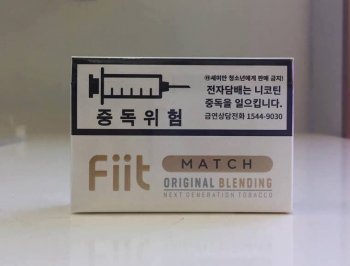 ⑲세미만 청소년에게 판매 금지!
전자담배는 니코틴
중독을 일으킵니다.
금연상담전화 1544-9030
중독위험
Fiit
MATCH
ORIGINAL BLENDING
NEXT GENERATION TOBACCO